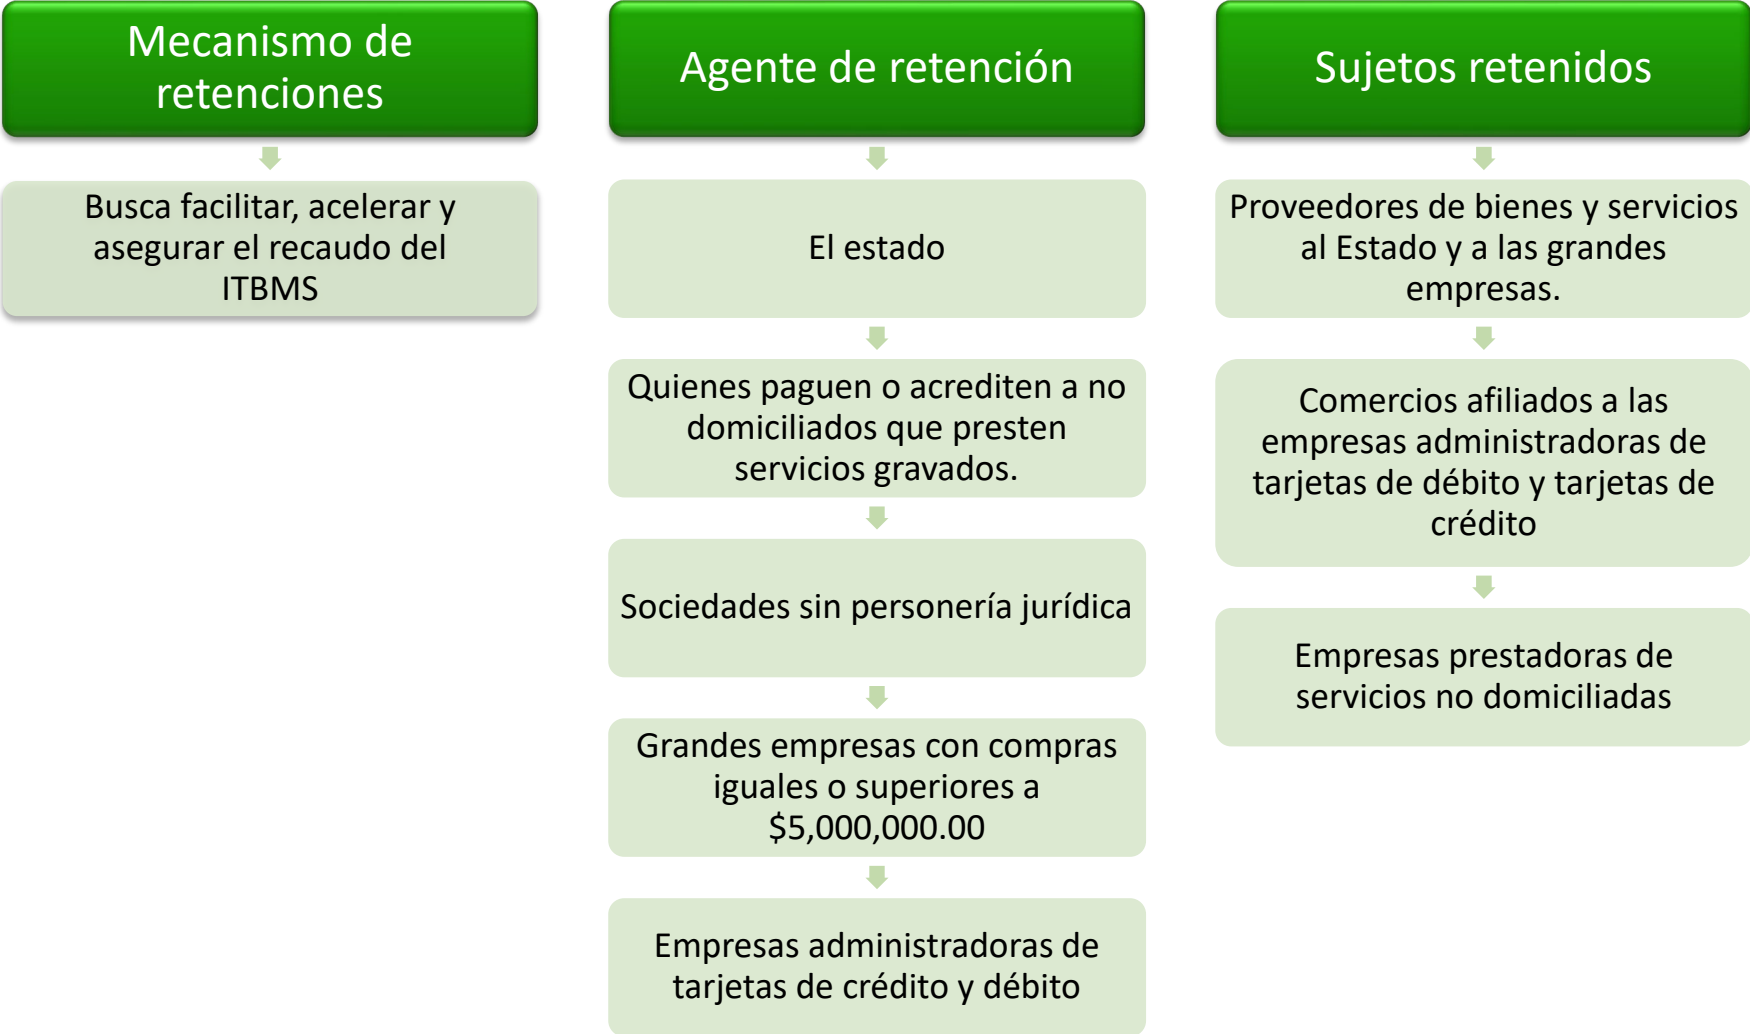 Mecanismo de
retenciones
Busca facilitar, acelerar y
asegurar el recaudo del
ITBMS
Agente de retención
El estado
Quienes paguen o acrediten a no
domiciliados que presten
servicios gravados.
Sociedades sin personería jurídica
Grandes empresas con compras
iguales o superiores a
$5,000,000.00
Empresas administradoras de
tarjetas de crédito y débito
Sujetos retenidos
Proveedores de bienes y servicios
al Estado y a las grandes
empresas.
Comercios afiliados a las
empresas administradoras de
tarjetas de débito y tarjetas de
crédito
Empresas prestadoras de
servicios no domiciliadas